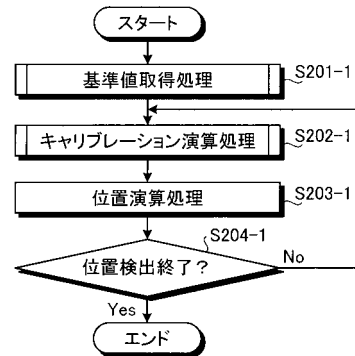 スタート
基準値取得処理
S201-1
キャリブレーション演算処理
S202-1
位置演算処理
S203-1
S204-1
位置検出終了?
No
Yes
エンド